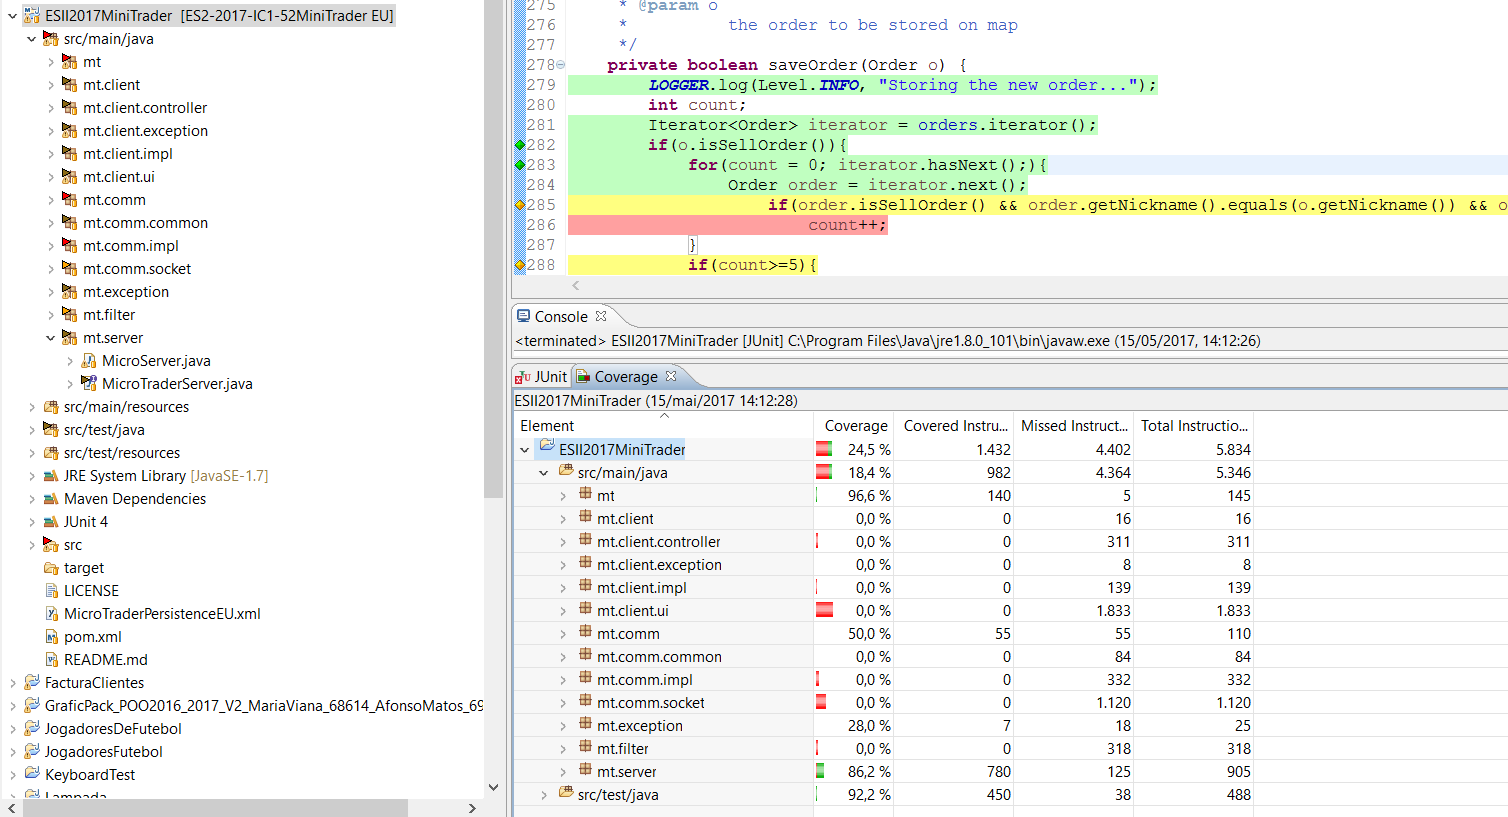 ESII2017MiniTrader [ES2-2017-IC1-52MiniTrader EU]
src/main/java
mt
mt.client
mt.client.controller
mt.client.exception
mt.client.impl
mt.client.ui
mt.comm
mt.comm.common
mt.comm.impl
mt.comm.socket
mt.exception
mt.filter
mt.server
MicroServer.java
MicroTraderServer.java
src/main/resources
src/test/java
src/test/resources
JRE System Library [JavaSE-1.7]
Maven Dependencies
JUnit 4
src
target
LICENSE
MicroTraderPersistenceEU.xml
pom.xml
README.md
FacturaClientes
GraficPack_POO2016_2017_V2_MariaViana_68614_AfonsoMatos_69
JogadoresDeFutebol
JogadoresFutebol
KeyboardTest
Lampada
275 * @param o
276 * the order to be stored on map
277 */
278 private boolean saveOrder(Order o) {
279 LOGGER.log(Level.INFO, "Storing the new order...");
280 int count;
281 Iterator<Order> iterator = orders.iterator();
282 if(o.isSellOrder()){
283 for(count = 0; iterator.hasNext();){
284 Order order = iterator.next();
285 if(order.isSellOrder() && order.getNickname().equals(o.getNickname()) && o
286 count++;
287 }
288 if(count>=5){
Console
<terminated> ESII2017MiniTrader [JUnit] C:\Program Files\Java\jre1.8.0_101\bin\javaw.exe (15/05/2017, 14:12:26)
JUnit Coverage
ESII2017MiniTrader (15/mai/2017 14:12:28)
Element Coverage Covered Instru... Missed Instruct... Total Instructio...
ESII2017MiniTrader 24,5 % 1.432 4.402 5.834
src/main/java 18,4 % 982 4.364 5.346
mt 96,6 % 140 5 145
mt.client 0,0 % 0 16 16
mt.client.controller 0,0 % 0 311 311
mt.client.exception 0,0 % 0 8 8
mt.client.impl 0,0 % 0 139 139
mt.client.ui 0,0 % 0 1.833 1.833
mt.comm 50,0 % 55 55 110
mt.comm.common 0,0 % 0 84 84
mt.comm.impl 0,0 % 0 332 332
mt.comm.socket 0,0 % 0 1.120 1.120
mt.exception 28,0 % 7 18 25
mt.filter 0,0 % 0 318 318
mt.server 86,2 % 780 125 905
src/test/java 92,2 % 450 38 488